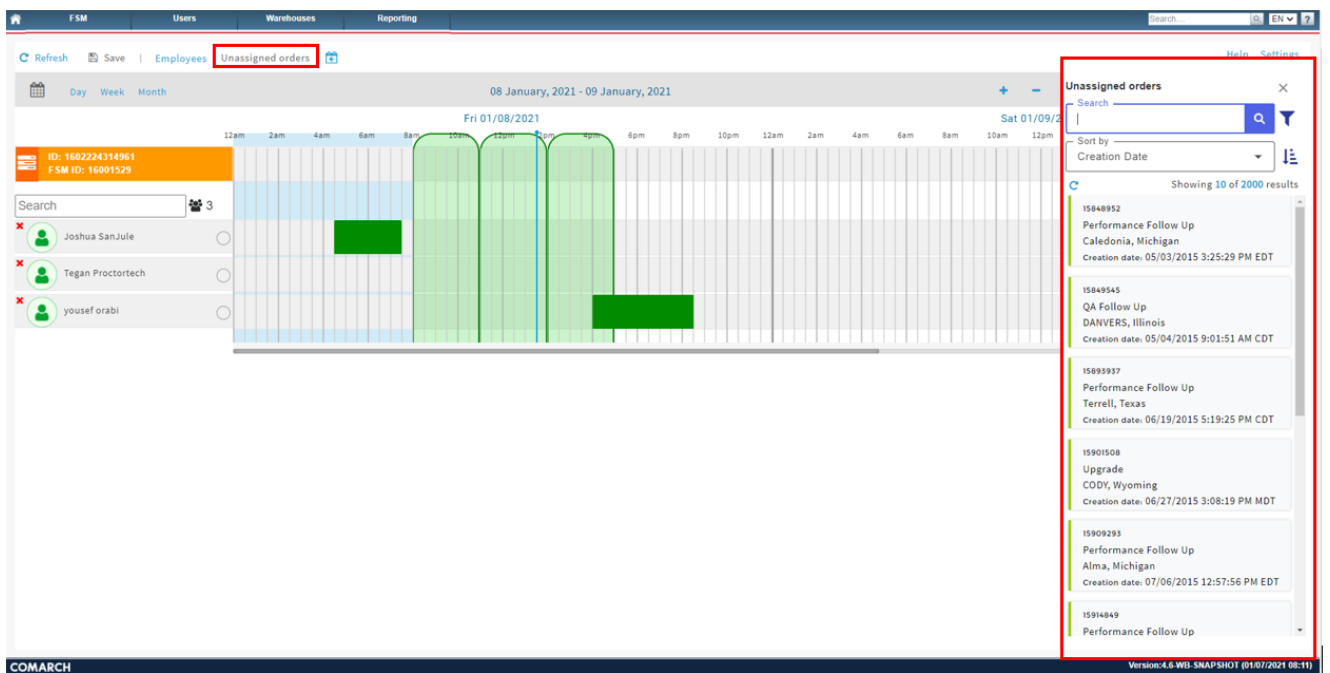 FSM Users Warehouses Reporting Search... EN ?
Refresh Save | Employees Unassigned orders Help Settings
Day Week Month 08 January, 2021 - 09 January, 2021 + −
Fri 01/08/2021 Sat 01/09/2
12am 2am 4am 6am 8am 10am 12pm 2pm 4pm 6pm 8pm 10pm 12am 2am 4am 6am 8am 10am 12pm
ID: 1602224314961
FSM ID: 16001529
Search 3
Joshua SanJule
Tegan Proctortech
yousef orabi
Unassigned orders
Search
Sort by
Creation Date
Showing 10 of 2000 results
15848952
Performance Follow Up
Caledonia, Michigan
Creation date: 05/03/2015 3:25:29 PM EDT
15849545
QA Follow Up
DANVERS, Illinois
Creation date: 05/04/2015 9:01:51 AM CDT
15893937
Performance Follow Up
Terrell, Texas
Creation date: 06/19/2015 5:19:25 PM CDT
15901508
Upgrade
CODY, Wyoming
Creation date: 06/27/2015 3:08:19 PM MDT
15909293
Performance Follow Up
Alma, Michigan
Creation date: 07/06/2015 12:57:56 PM EDT
15914849
Performance Follow Up
COMARCH Version:4.6-WB-SNAPSHOT (01/07/2021 08:11)